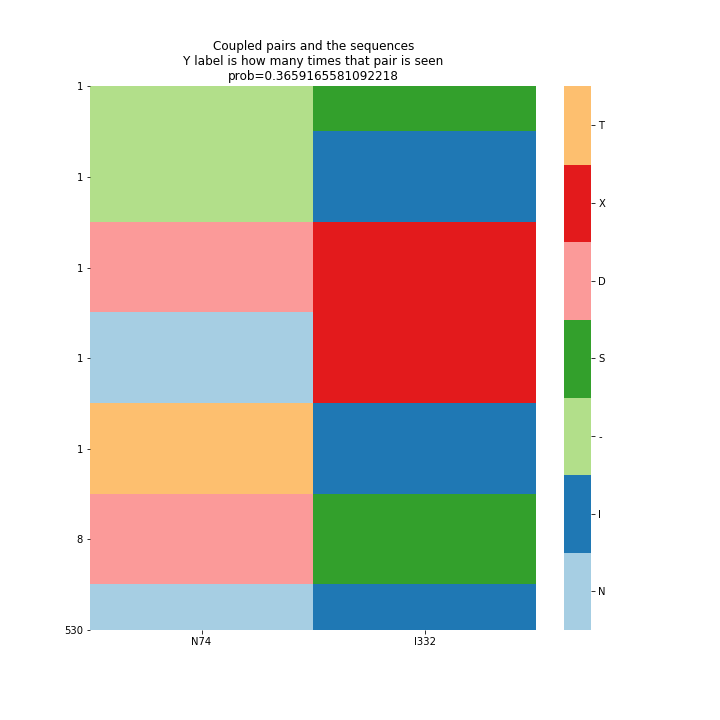 Coupled pairs and the sequences
Y label is how many times that pair is seen
prob=0.3659165581092218
1
1
1
1
1
8
530
N74
I332
T
X
D
S
-
I
N